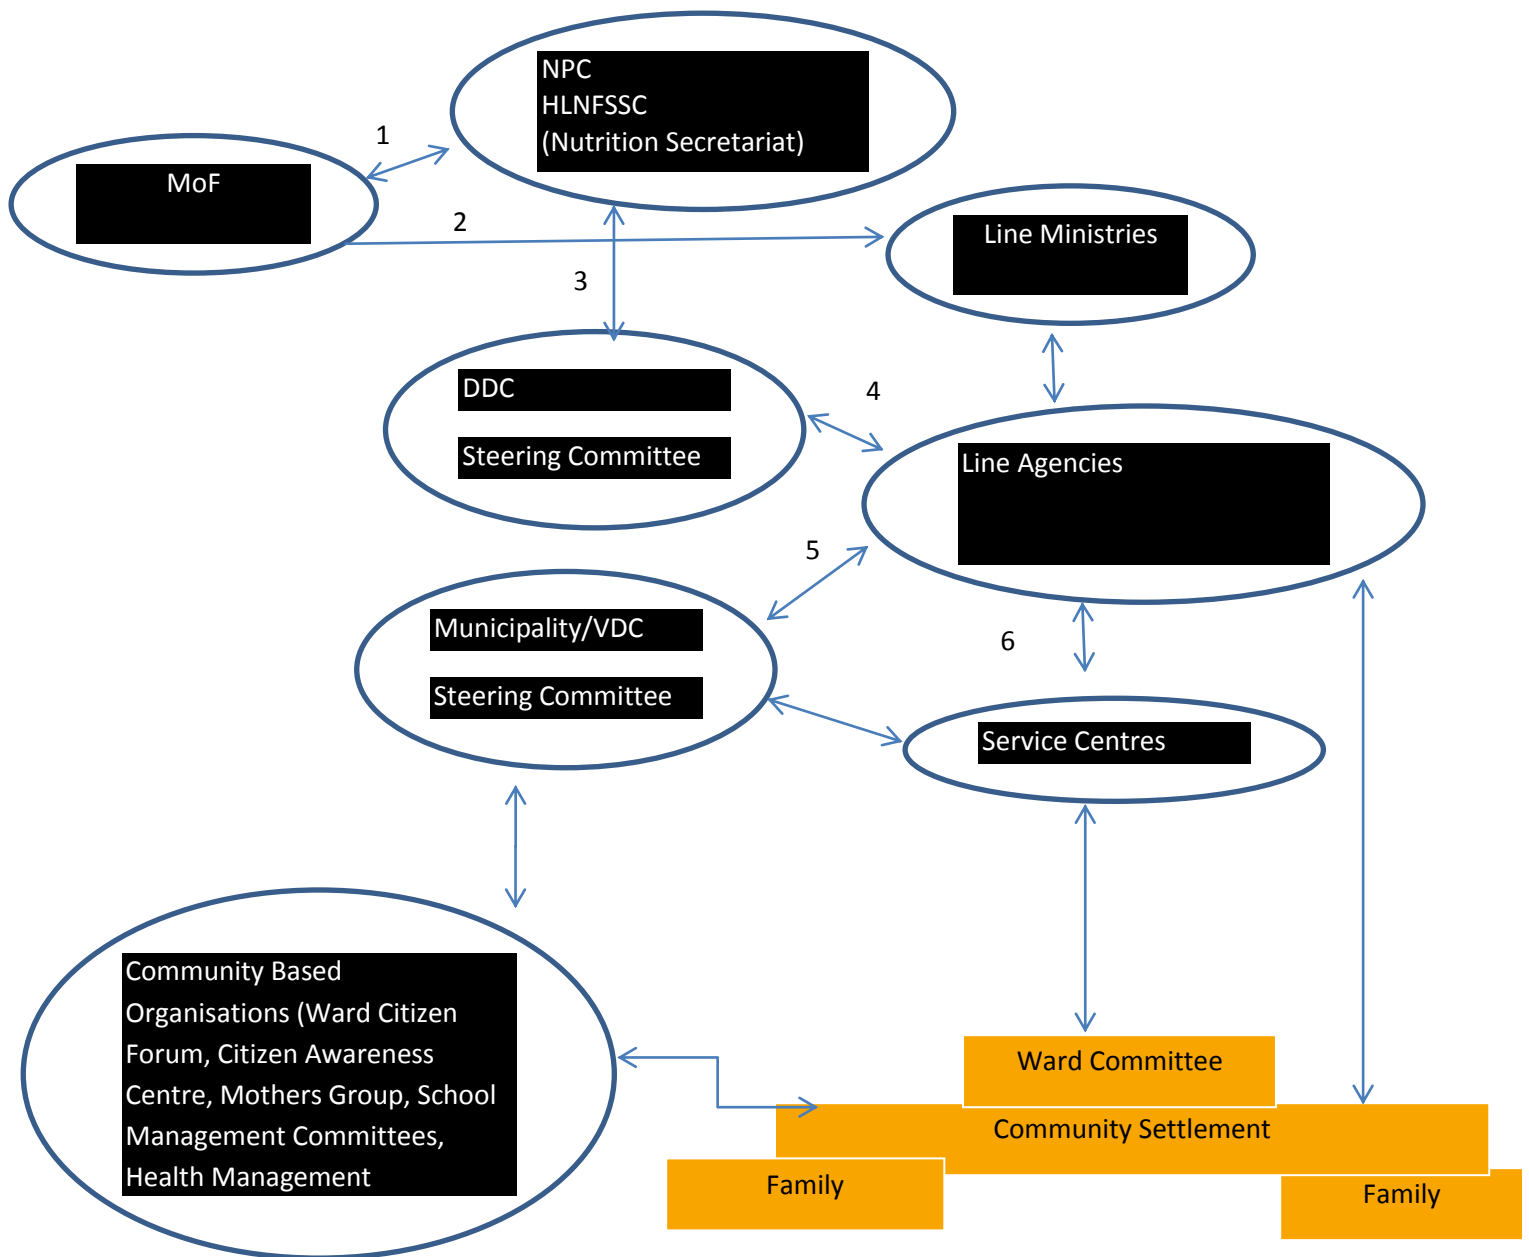 NPC
HLNFSSC
(Nutrition Secretariat)
1
MoF
2
Line Ministries
3
DDC
4
Steering Committee
Line Agencies
5
Municipality/VDC
6
Steering Committee
Service Centres
Community Based
Organisations (Ward Citizen
Forum, Citizen Awareness
Centre, Mothers Group, School
Management Committees,
Health Management
Ward Committee
Community Settlement
Family
Family